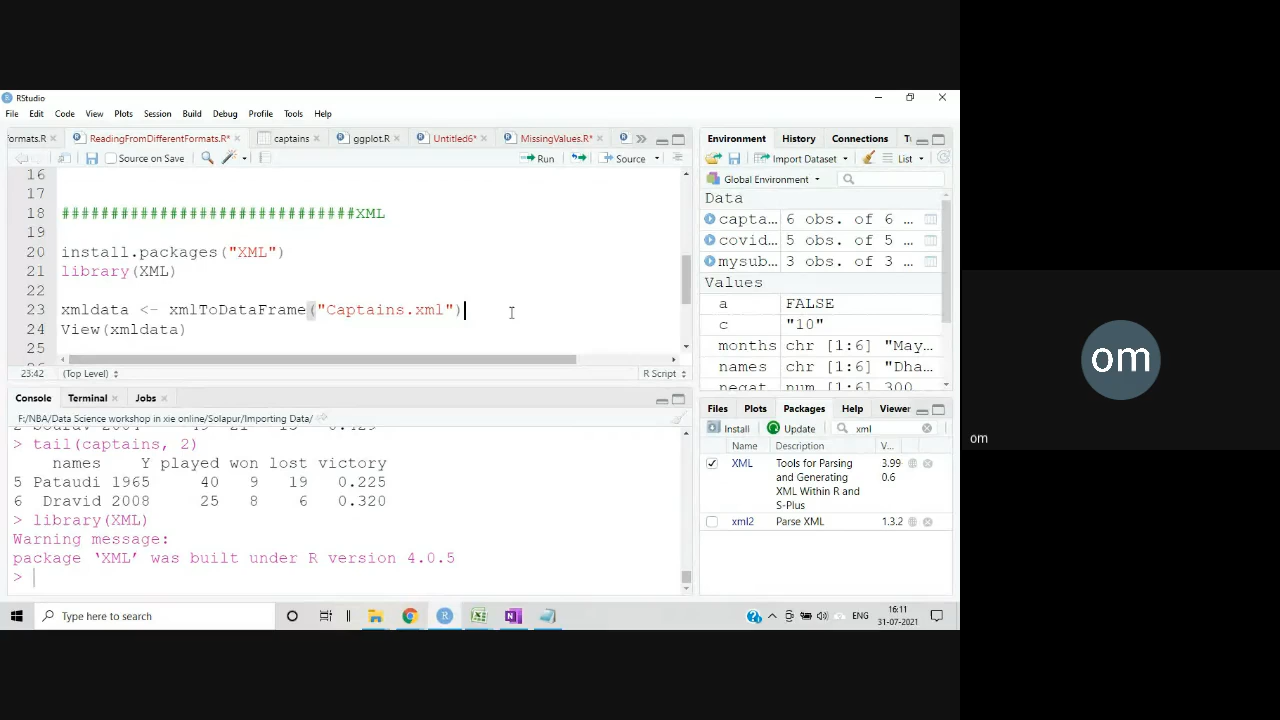 RStudio
File Edit Code View Plots Session Build Debug Profile Tools Help
Formats.R ReadingFromDifferentFormats.R* captains ggplot.R Untitled6* MissingValues.R*
Source on Save Run Source
16
17
18 #############################XML
19
20 install.packages("XML")
21 library(XML)
22
23 xmldata <- xmlToDataFrame("Captains.xml")
24 View(xmldata)
25
23:42 (Top Level) R Script
Console Terminal Jobs
F:/NBA/Data Science workshop in xie online/Solapur/Importing Data/
> tail(captains, 2)
names Y played won lost victory
5 Pataudi 1965 40 9 19 0.225
6 Dravid 2008 25 8 6 0.320
> library(XML)
Warning message:
package ‘XML’ was built under R version 4.0.5
>
Environment History Connections
Import Dataset List
Global Environment
Data
capta… 6 obs. of 6 …
covid… 5 obs. of 5 …
mysub… 3 obs. of 3 …
Values
a FALSE
c "10"
months chr [1:6] "May…
names chr [1:6] "Dha…
negat… num [1:6] 300
Files Plots Packages Help Viewer
Install Update xml
Name Description V...
XML Tools for Parsing and Generating XML Within R and S-Plus 3.99-0.6
xml2 Parse XML 1.3.2
Type here to search
ENG 16:11
31-07-2021
om
om